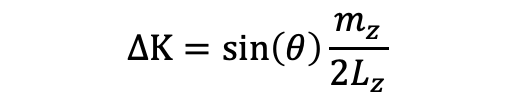 ΔK = sin(θ) m_z / 2L_z